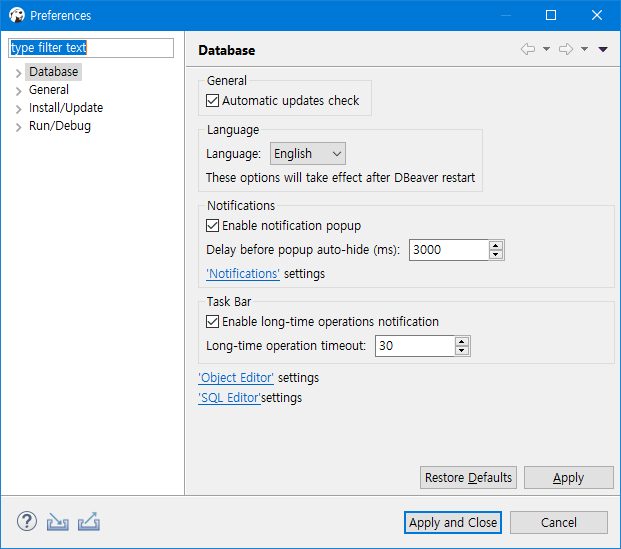 Preferences
type filter text
Database
General
Install/Update
Run/Debug
Database
General
Automatic updates check
Language
Language: English
These options will take effect after DBeaver restart
Notifications
Enable notification popup
Delay before popup auto-hide (ms): 3000
'Notifications' settings
Task Bar
Enable long-time operations notification
Long-time operation timeout: 30
'Object Editor' settings
'SQL Editor'settings
Restore Defaults Apply
? Apply and Close Cancel